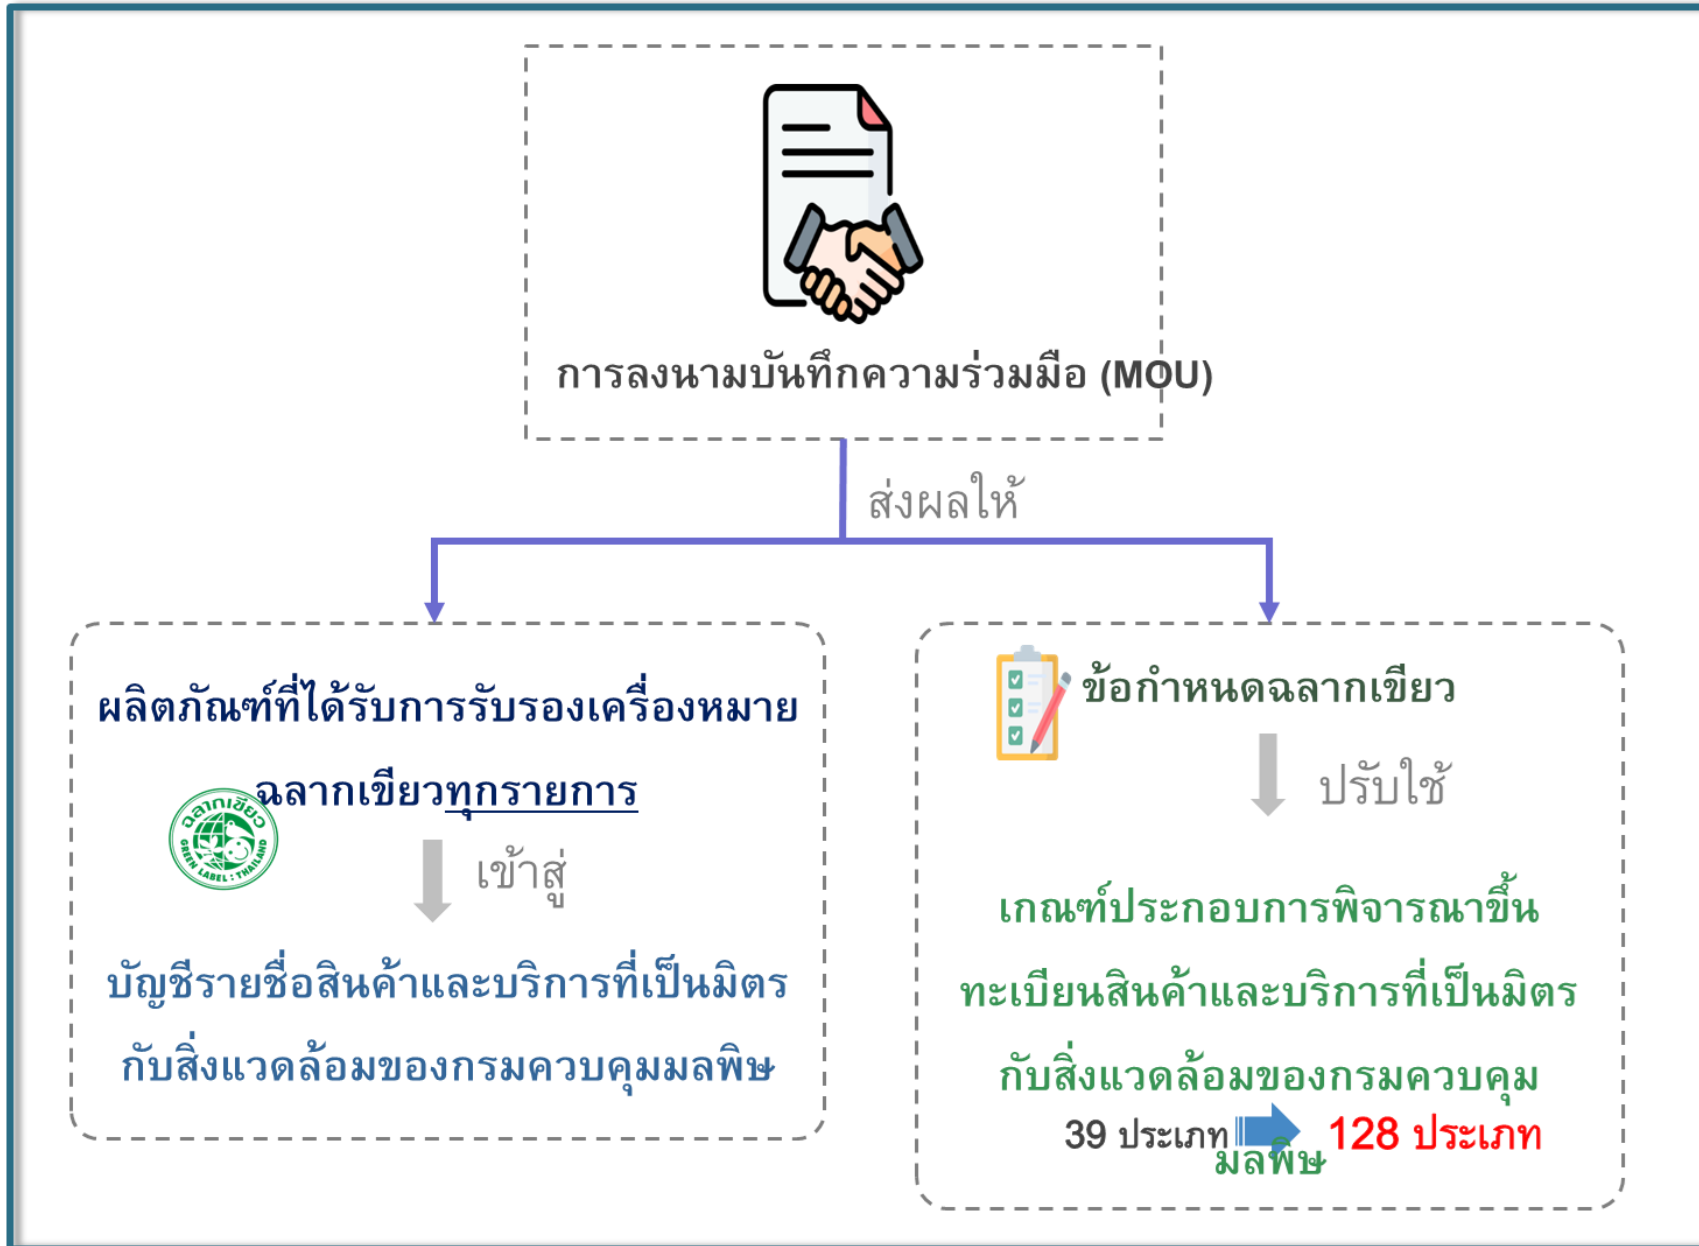 การลงนามบันทึกความร่วมมือ (MOU)
ส่งผลให้
ผลิตภัณฑ์ที่ได้รับการรับรองเครื่องหมาย
ฉลากเขียวทุกรายการ
ฉลากเขียว
GREEN LABEL : THAILAND
เข้าสู่
บัญชีรายชื่อสินค้าและบริการที่เป็นมิตร
กับสิ่งแวดล้อมของกรมควบคุมมลพิษ
ข้อกำหนดฉลากเขียว
ปรับใช้
เกณฑ์ประกอบการพิจารณาขึ้น
ทะเบียนสินค้าและบริการที่เป็นมิตร
กับสิ่งแวดล้อมของกรมควบคุม
มลพิษ
39 ประเภท 128 ประเภท